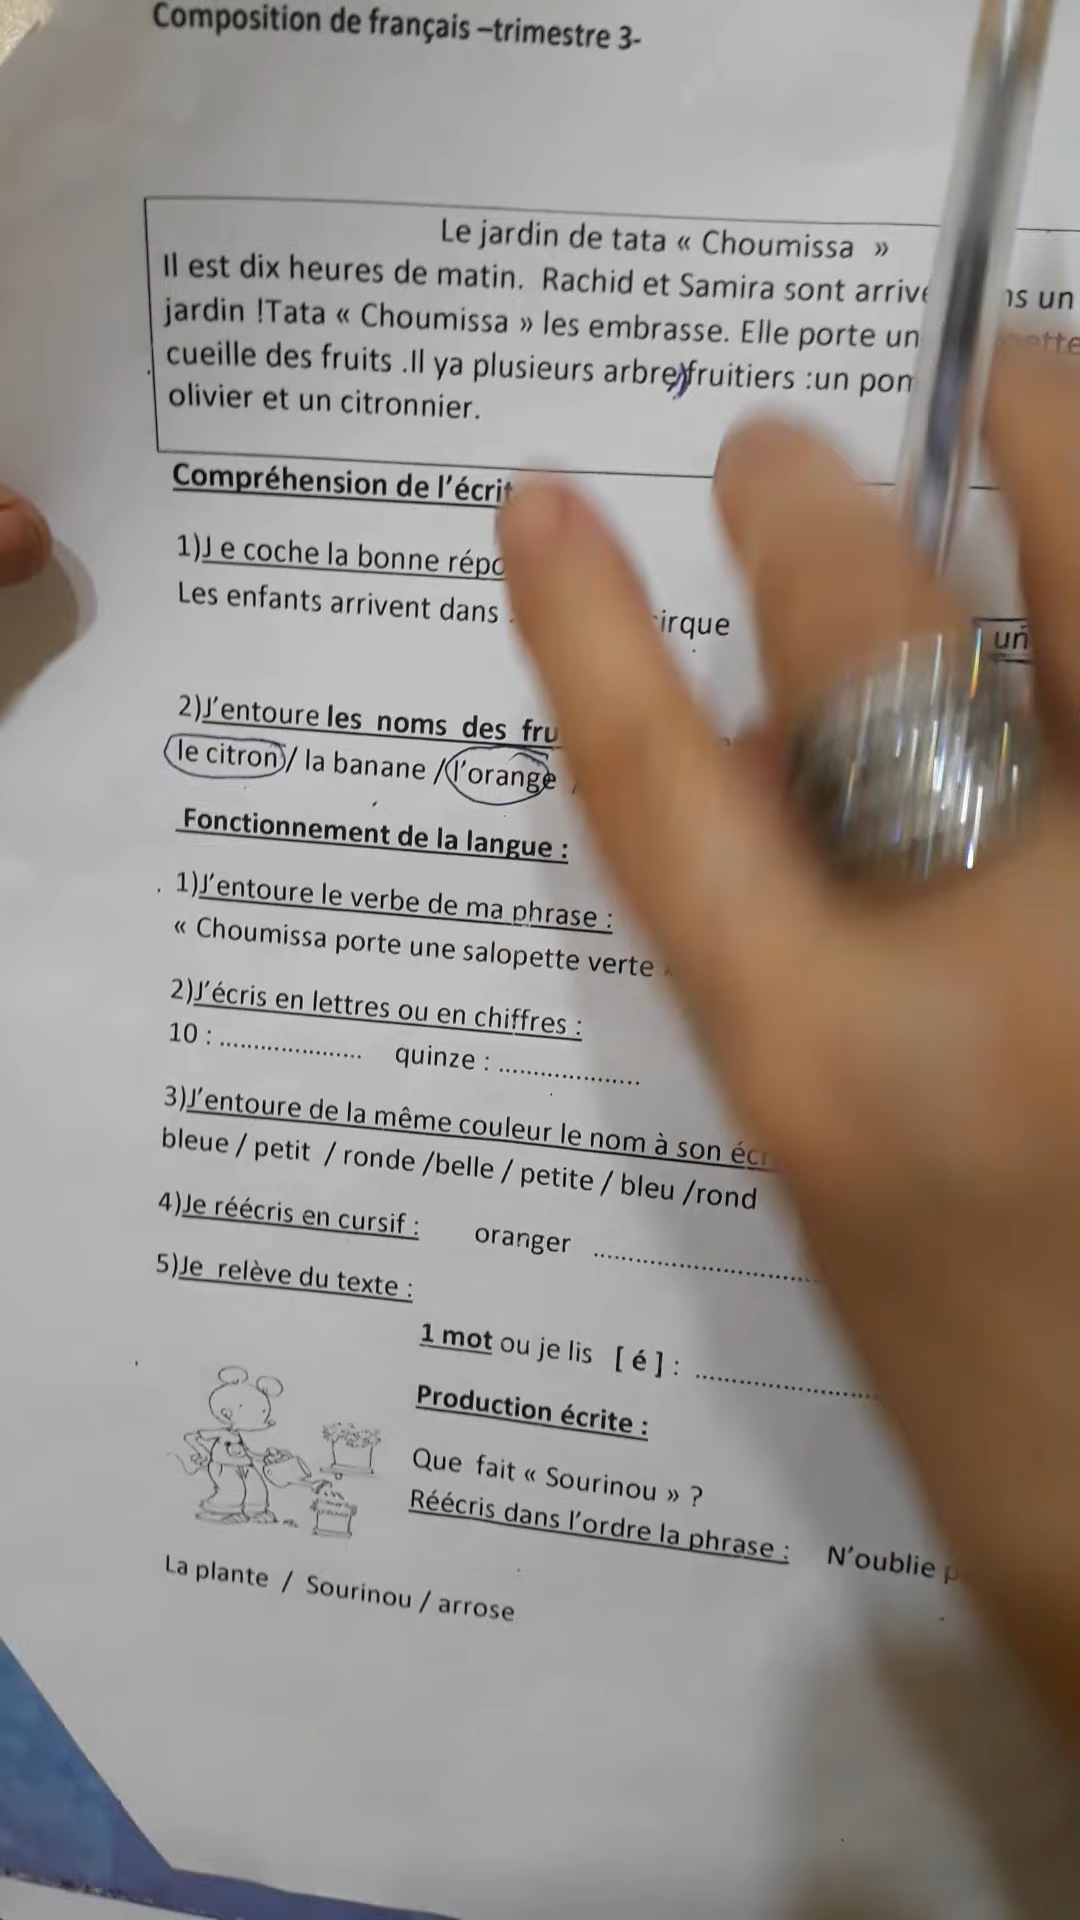 Composition de français –trimestre 3-
Le jardin de tata « Choumissa »
Il est dix heures de matin. Rachid et Samira sont un
jardin !Tata « Choumissa » les embrasse. Elle porte un
cueille des fruits .Il ya plusieurs arbre fruitiers :un
olivier et un citronnier.
Compréhension de l'écrit
1)J e coche la bonne
Les enfants arrivent dans un
2)J'entoure les noms des
le citron / la banane / l'orange
Fonctionnement de la langue :
1)J'entoure le verbe de ma phrase :
« Choumissa porte une salopette verte
2)J'écris en lettres ou en chiffres :
10 : .................... quinze : ....................
3)J'entoure de la même couleur le nom à son
bleue / petit / ronde /belle / petite / bleu /rond
4)Je réécris en cursif : oranger ................................
5)Je relève du texte :
1 mot ou je lis [ é ] : ..........................
Production écrite :
Que fait « Sourinou » ?
Réécris dans l'ordre la phrase : N'oublie
La plante / Sourinou / arrose